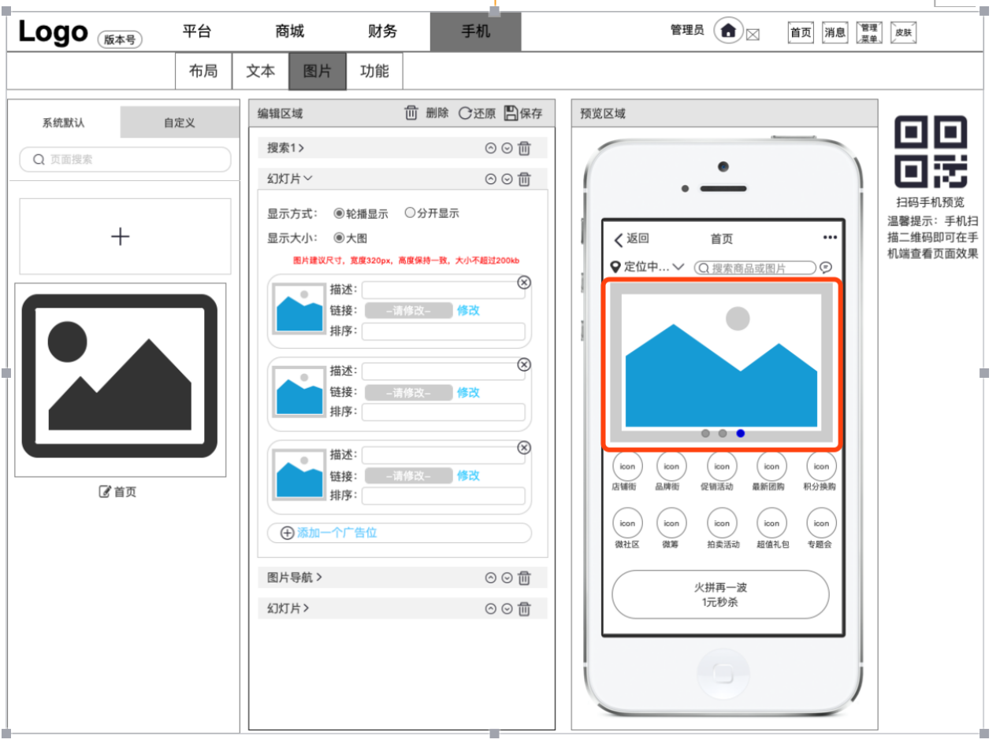 Logo 版本号 平台 商城 财务 手机 管理员 首页 消息 管理菜单 皮肤
布局 文本 图片 功能
系统默认 自定义
页面搜索
首页
编辑区域 删除 还原 保存
搜索1
幻灯片
显示方式： 轮播显示 分开显示
显示大小： 大图
图片建议尺寸，宽度320px，高度保持一致，大小不超过200kb
描述：
链接： -请修改- 修改
排序：
描述：
链接： -请修改- 修改
排序：
描述：
链接： -请修改- 修改
排序：
添加一个广告位
图片导航
幻灯片
预览区域
返回 首页
定位中... 搜索商品或图片
icon icon icon icon icon
店铺街 品牌街 促销活动 最新团购 积分换购
icon icon icon icon icon
微社区 微筹 拍卖活动 超值礼包 专题会
火拼再一波
1元秒杀
扫码手机预览
温馨提示：手机扫
描二维码即可在手
机端查看页面效果